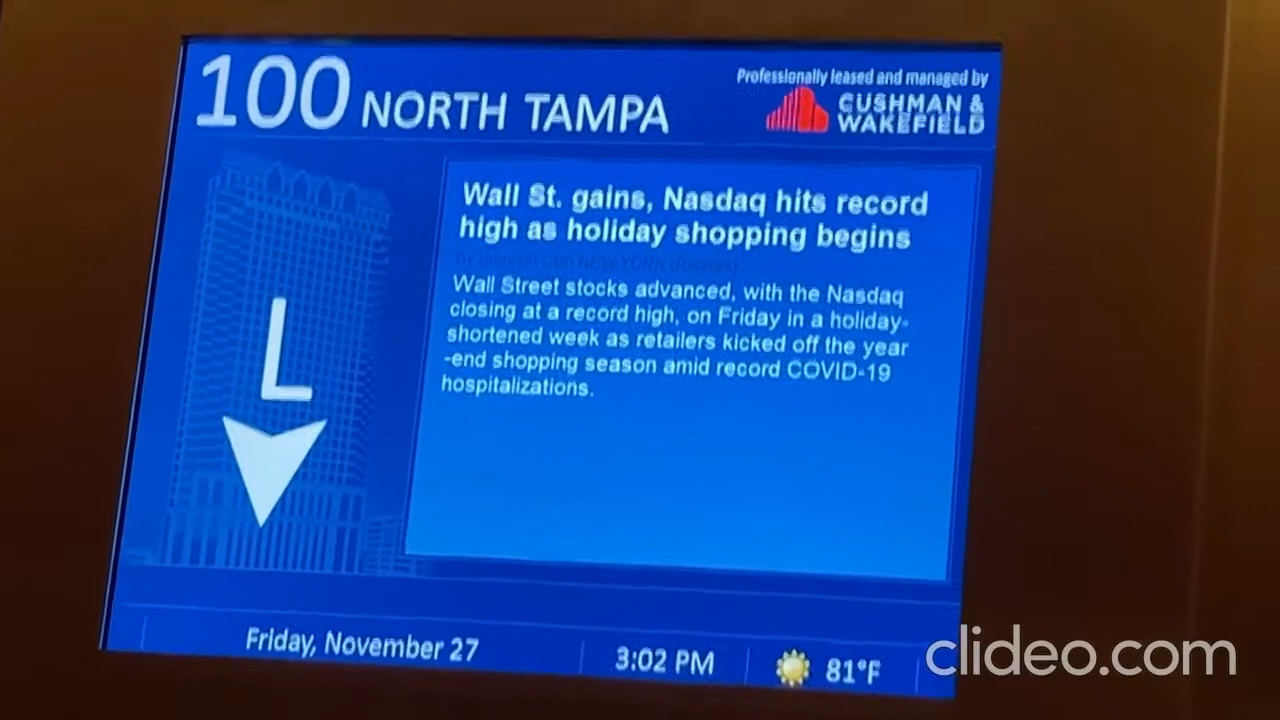 100 NORTH TAMPA
Professionally leased and managed by
CUSHMAN &
WAKEFIELD
Wall St. gains, Nasdaq hits record
high as holiday shopping begins
NEW YORK (Reuters)
Wall Street stocks advanced, with the Nasdaq
closing at a record high, on Friday in a holiday-
shortened week as retailers kicked off the year
-end shopping season amid record COVID-19
hospitalizations.
L
Friday, November 27
3:02 PM
81°F
clideo.com